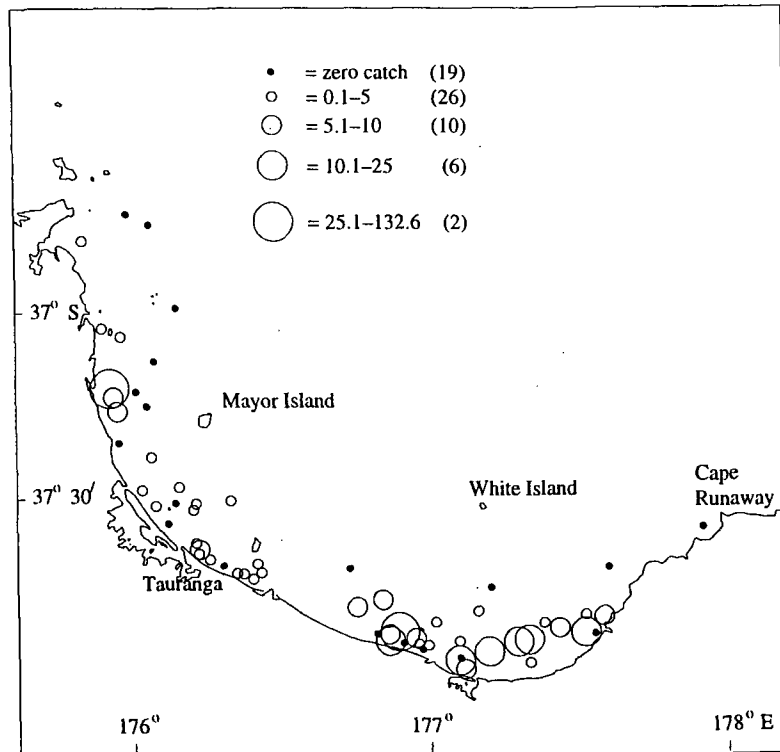 = zero catch (19)
= 0.1–5 (26)
= 5.1–10 (10)
= 10.1–25 (6)
= 25.1–132.6 (2)
37° S
Mayor Island
37° 30'
White Island
Cape
Runaway
Tauranga
176°
177°
178° E